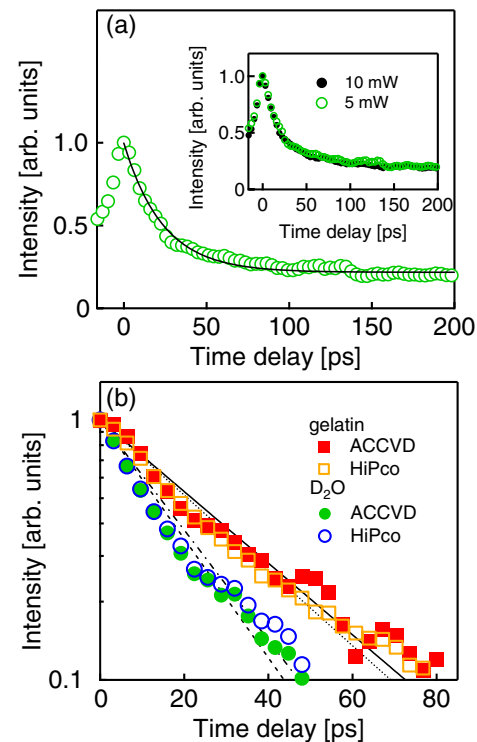 (a)
Intensity [arb. units]
1.0
0.5
0
0 50 100 150 200
Time delay [ps]
Intensity [arb. units]
1.0
0.5
0
10 mW
5 mW
0 50 100 150 200
Time delay [ps]
(b)
Intensity [arb. units]
1
0.1
gelatin
ACCVD
HiPco
D₂O
ACCVD
HiPco
0 20 40 60 80
Time delay [ps]